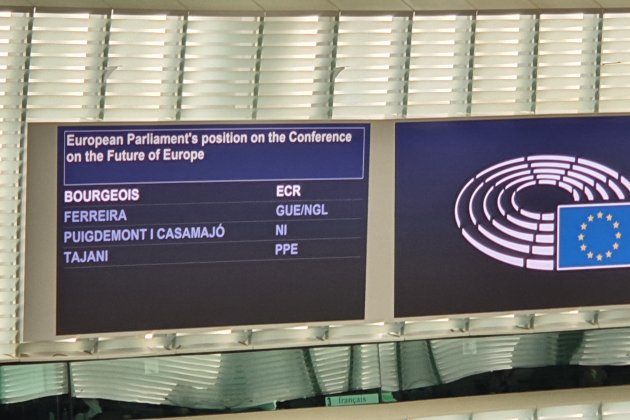 European Parliament's position on the Conference
on the Future of Europe
BOURGEOIS ECR
FERREIRA GUE/NGL
PUIGDEMONT I CASAMAJÓ NI
TAJANI PPE
français